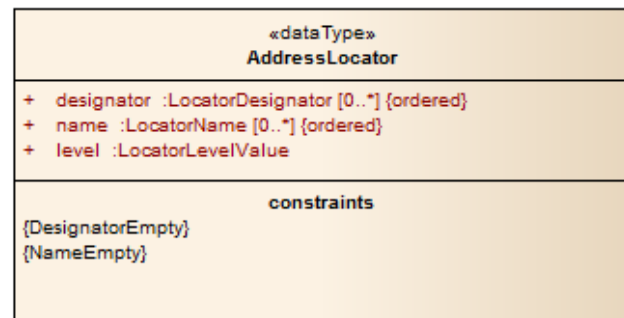 «dataType»
AddressLocator
+ designator :LocatorDesignator [0..*] {ordered}
+ name :LocatorName [0..*] {ordered}
+ level :LocatorLevelValue
constraints
{DesignatorEmpty}
{NameEmpty}